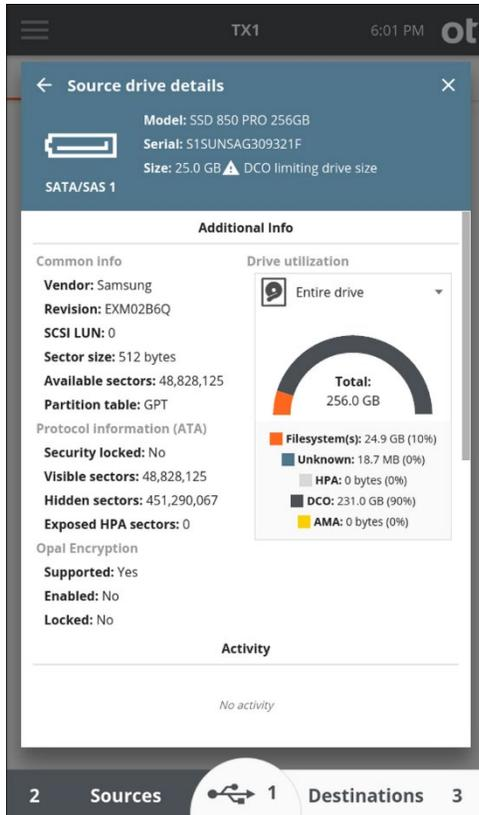 TX1
6:01 PM
ot
Source drive details
Model: SSD 850 PRO 256GB
Serial: S1SUNSAG309321F
Size: 25.0 GB DCO limiting drive size
SATA/SAS 1
Additional Info
Common info
Vendor: Samsung
Revision: EXM02B6Q
SCSI LUN: 0
Sector size: 512 bytes
Available sectors: 48,828,125
Partition table: GPT
Protocol information (ATA)
Security locked: No
Visible sectors: 48,828,125
Hidden sectors: 451,290,067
Exposed HPA sectors: 0
Opal Encryption
Supported: Yes
Enabled: No
Locked: No
Drive utilization
Entire drive
Total:
256.0 GB
Filesystem(s): 24.9 GB (10%)
Unknown: 18.7 MB (0%)
HPA: 0 bytes (0%)
DCO: 231.0 GB (90%)
AMA: 0 bytes (0%)
Activity
No activity
2 Sources
1
Destinations 3